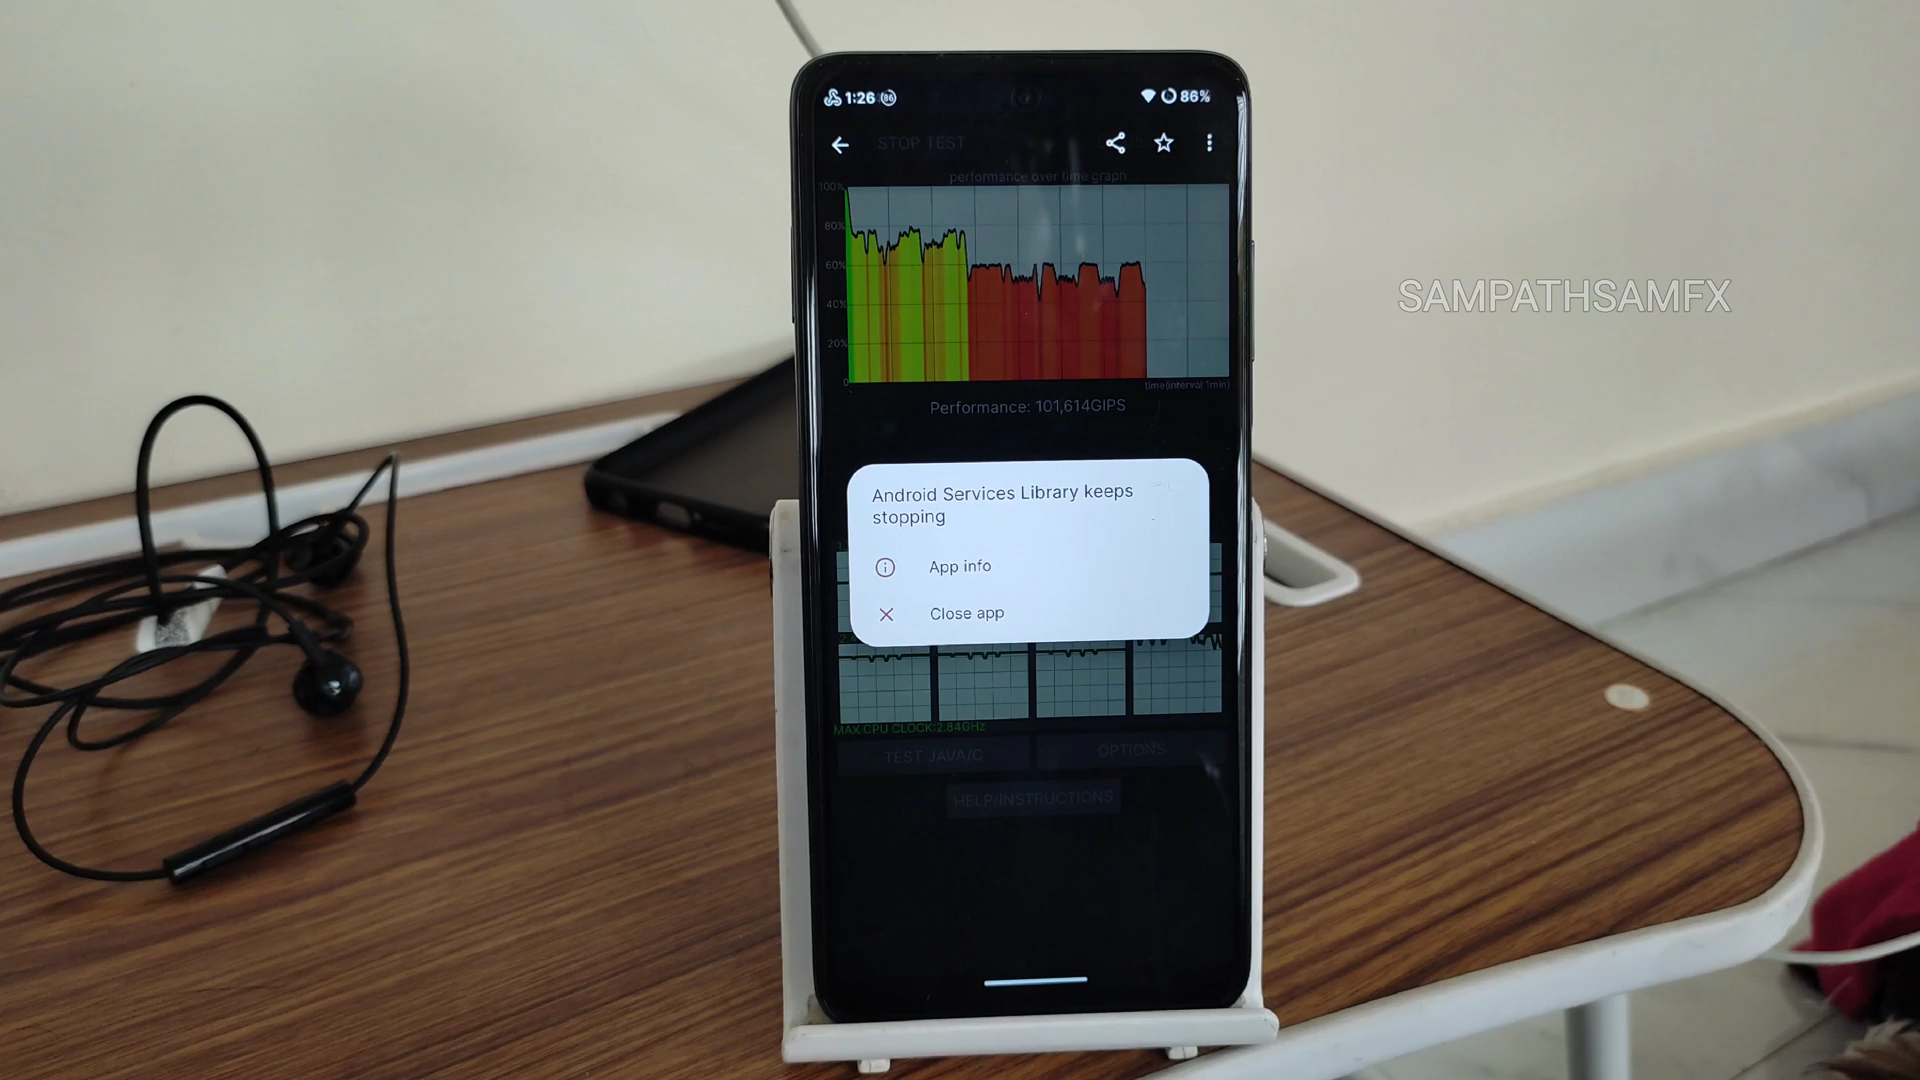 1:26 86
86%
STOP TEST
performance over time graph
100%
80%
60%
40%
20%
0
time(interval 1min)
Performance: 101,614GIPS
SAMPATHSAMFX
Android Services Library keeps
stopping
App info
Close app
MAX CPU CLOCK:2.84GHz
TEST JAVA/C
OPTIONS
HELP/INSTRUCTIONS